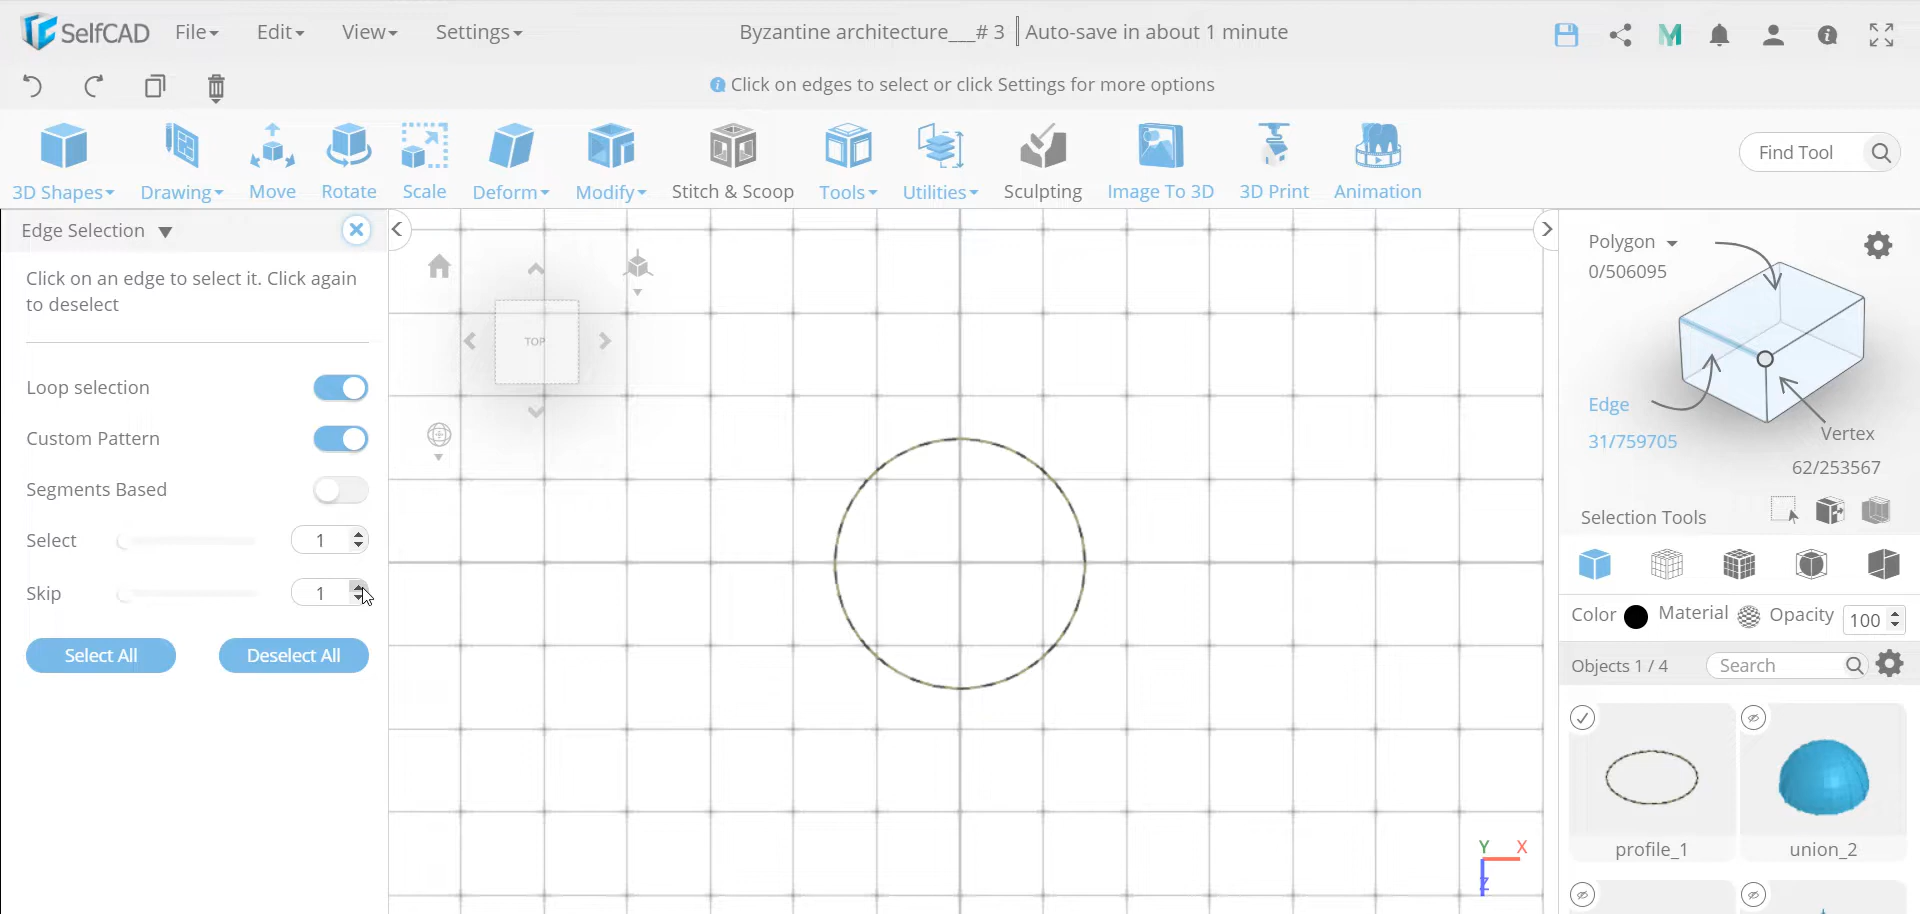 SelfCAD File Edit View Settings Byzantine architecture___# 3 Auto-save in about 1 minute
Click on edges to select or click Settings for more options
3D Shapes Drawing Move Rotate Scale Deform Modify Stitch & Scoop Tools Utilities Sculpting Image To 3D 3D Print Animation Find Tool
Edge Selection
Click on an edge to select it. Click again
to deselect
Loop selection
Custom Pattern
Segments Based
Select 1
Skip 1
Select All Deselect All
TOP
Y X
Z
Polygon
0/506095
Edge
31/759705
Vertex
62/253567
Selection Tools
Color Material Opacity 100
Objects 1 / 4 Search
profile_1 union_2